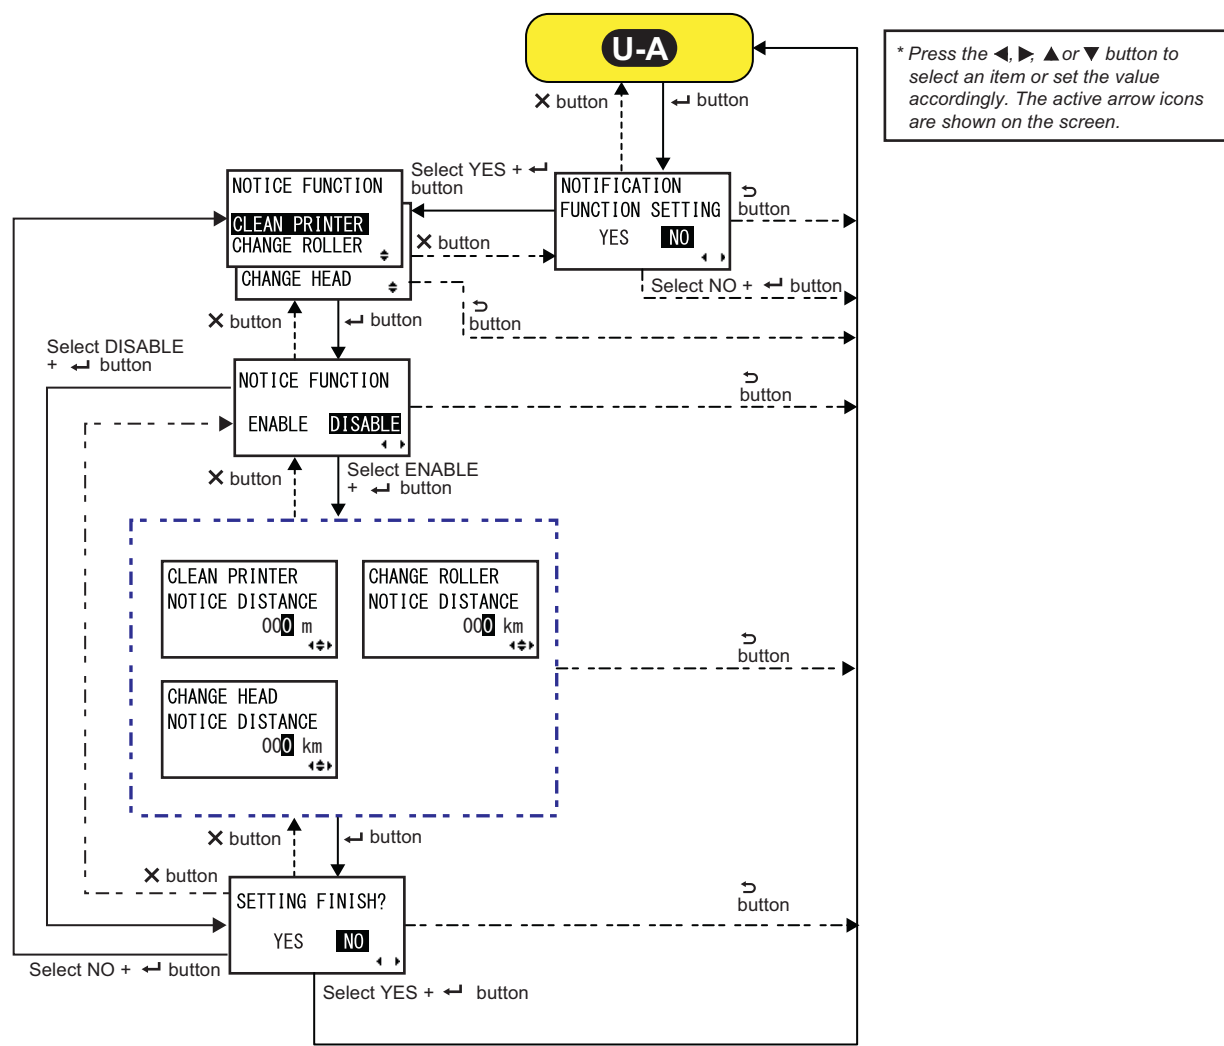 U-A
* Press the ◀, ▶, ▲ or ▼ button to
select an item or set the value
accordingly. The active arrow icons
are shown on the screen.
✕ button
↵ button
Select YES + ↵
button
NOTICE FUNCTION
CLEAN PRINTER
CHANGE ROLLER
CHANGE HEAD
NOTIFICATION
FUNCTION SETTING
YES NO
⮌
button
✕ button
Select NO + ↵ button
⮌
button
✕ button
↵ button
Select DISABLE
+ ↵ button
NOTICE FUNCTION
ENABLE DISABLE
⮌
button
✕ button
Select ENABLE
+ ↵ button
CLEAN PRINTER
NOTICE DISTANCE
000 m
CHANGE ROLLER
NOTICE DISTANCE
000 km
CHANGE HEAD
NOTICE DISTANCE
000 km
⮌
button
✕ button
↵ button
✕ button
SETTING FINISH?
YES NO
⮌
button
Select NO + ↵ button
Select YES + ↵ button